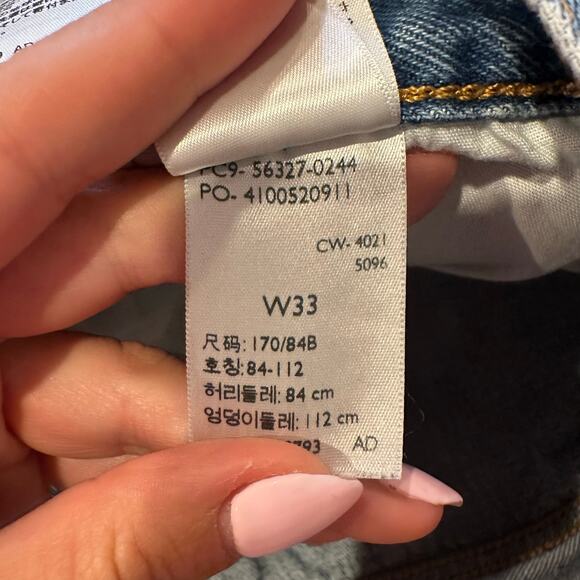 AD
PC9- 56327-0244
PO- 4100520911
CW- 4021
5096
W33
尺码: 170/84B
호칭:84-112
허리둘레: 84 cm
엉덩이둘레: 112 cm
AD